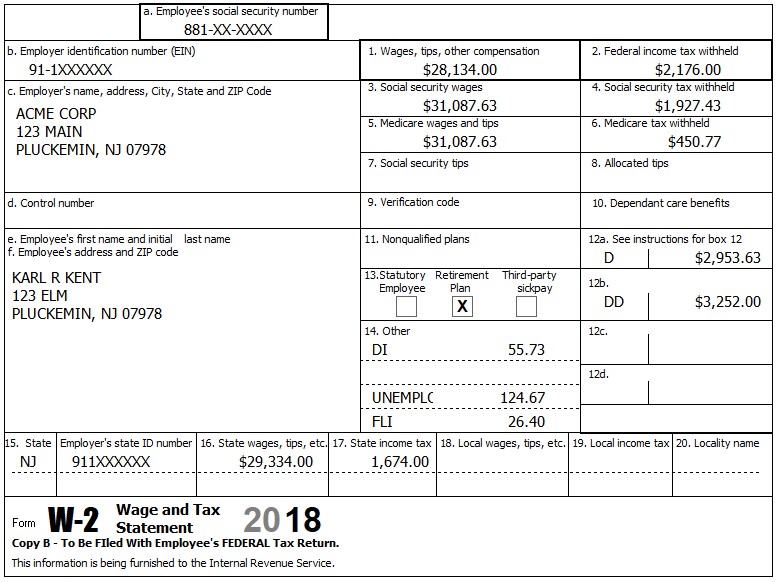 a. Employee's social security number
881-XX-XXXX
b. Employer identification number (EIN)
91-1XXXXXX
1. Wages, tips, other compensation
$28,134.00
2. Federal income tax withheld
$2,176.00
c. Employer's name, address, City, State and ZIP Code
ACME CORP
123 MAIN
PLUCKEMIN, NJ 07978
3. Social security wages
$31,087.63
4. Social security tax withheld
$1,927.43
5. Medicare wages and tips
$31,087.63
6. Medicare tax withheld
$450.77
7. Social security tips
8. Allocated tips
d. Control number
9. Verification code
10. Dependant care benefits
e. Employee's first name and initial last name
f. Employee's address and ZIP code
KARL R KENT
123 ELM
PLUCKEMIN, NJ 07978
11. Nonqualified plans
12a. See instructions for box 12
D $2,953.63
13.Statutory Employee
Retirement Plan
Third-party sickpay
X
12b.
DD $3,252.00
14. Other
DI 55.73
UNEMPLC 124.67
FLI 26.40
12c.
12d.
15. State Employer's state ID number 16. State wages, tips, etc. 17. State income tax 18. Local wages, tips, etc. 19. Local income tax 20. Locality name
NJ 911XXXXXX $29,334.00 1,674.00
Form W-2 Wage and Tax Statement 2018
Copy B - To Be FIled With Employee's FEDERAL Tax Return.
This information is being furnished to the Internal Revenue Service.